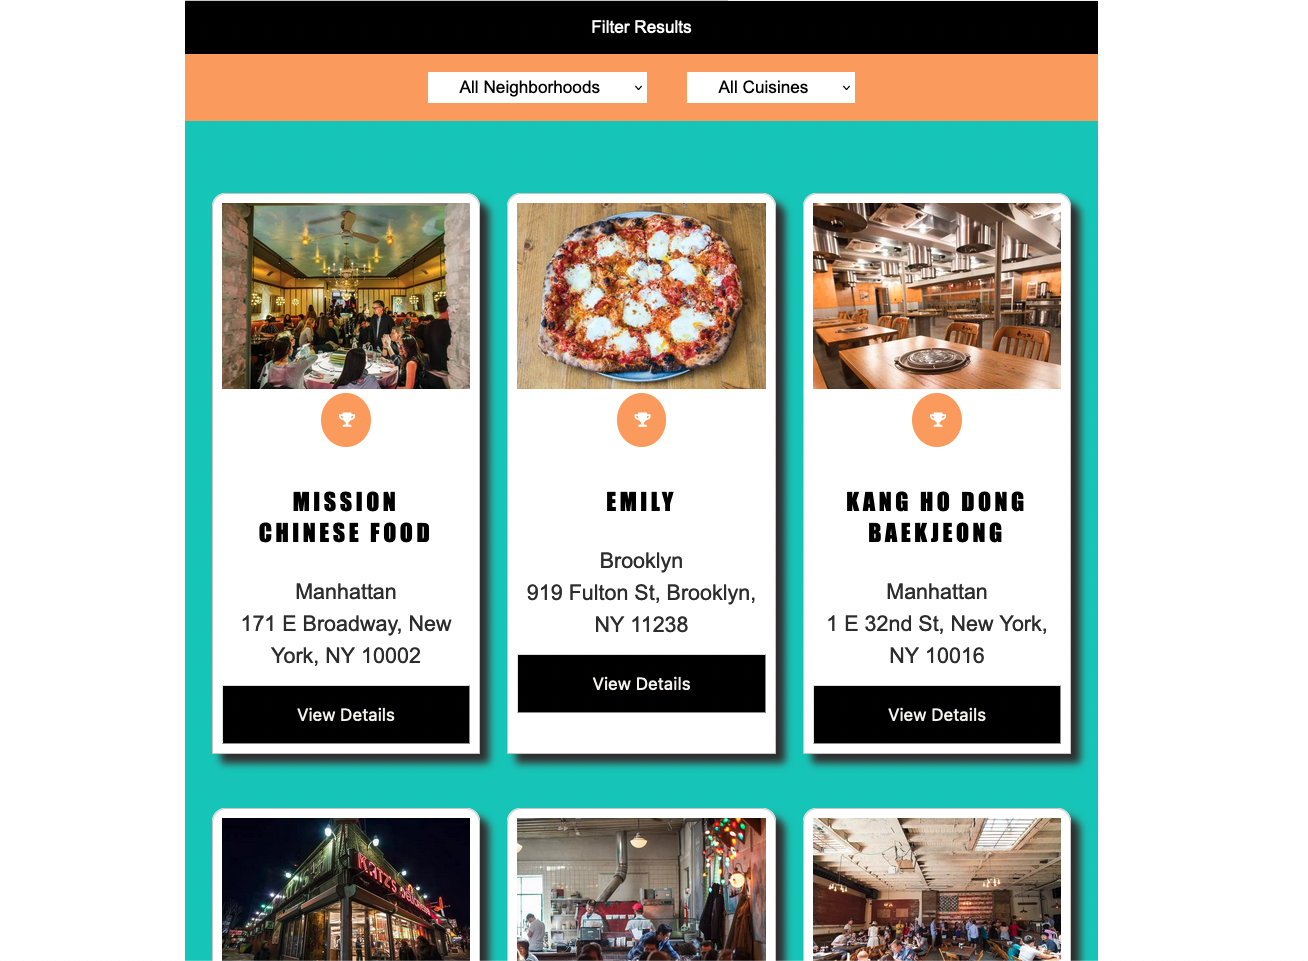 Filter Results
All Neighborhoods
All Cuisines
MISSION
CHINESE FOOD
Manhattan
171 E Broadway, New
York, NY 10002
View Details
EMILY
Brooklyn
919 Fulton St, Brooklyn,
NY 11238
View Details
KANG HO DONG
BAEKJEONG
Manhattan
1 E 32nd St, New York,
NY 10016
View Details
KATZ'S Delicatessen